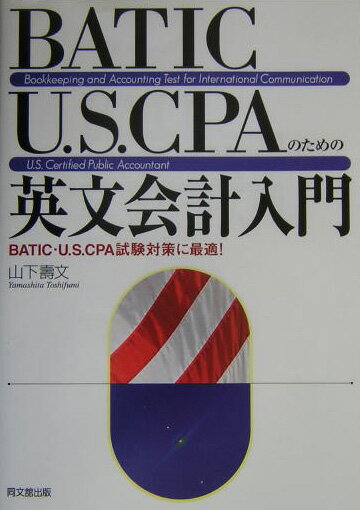 BATIC
Bookkeeping and Accounting Test for International Communication
U.S.CPAのための
U.S. Certified Public Accountant
英文会計入門
BATIC・U.S.CPA試験対策に最適!
山下壽文
Yamashita Toshifumi
同文舘出版